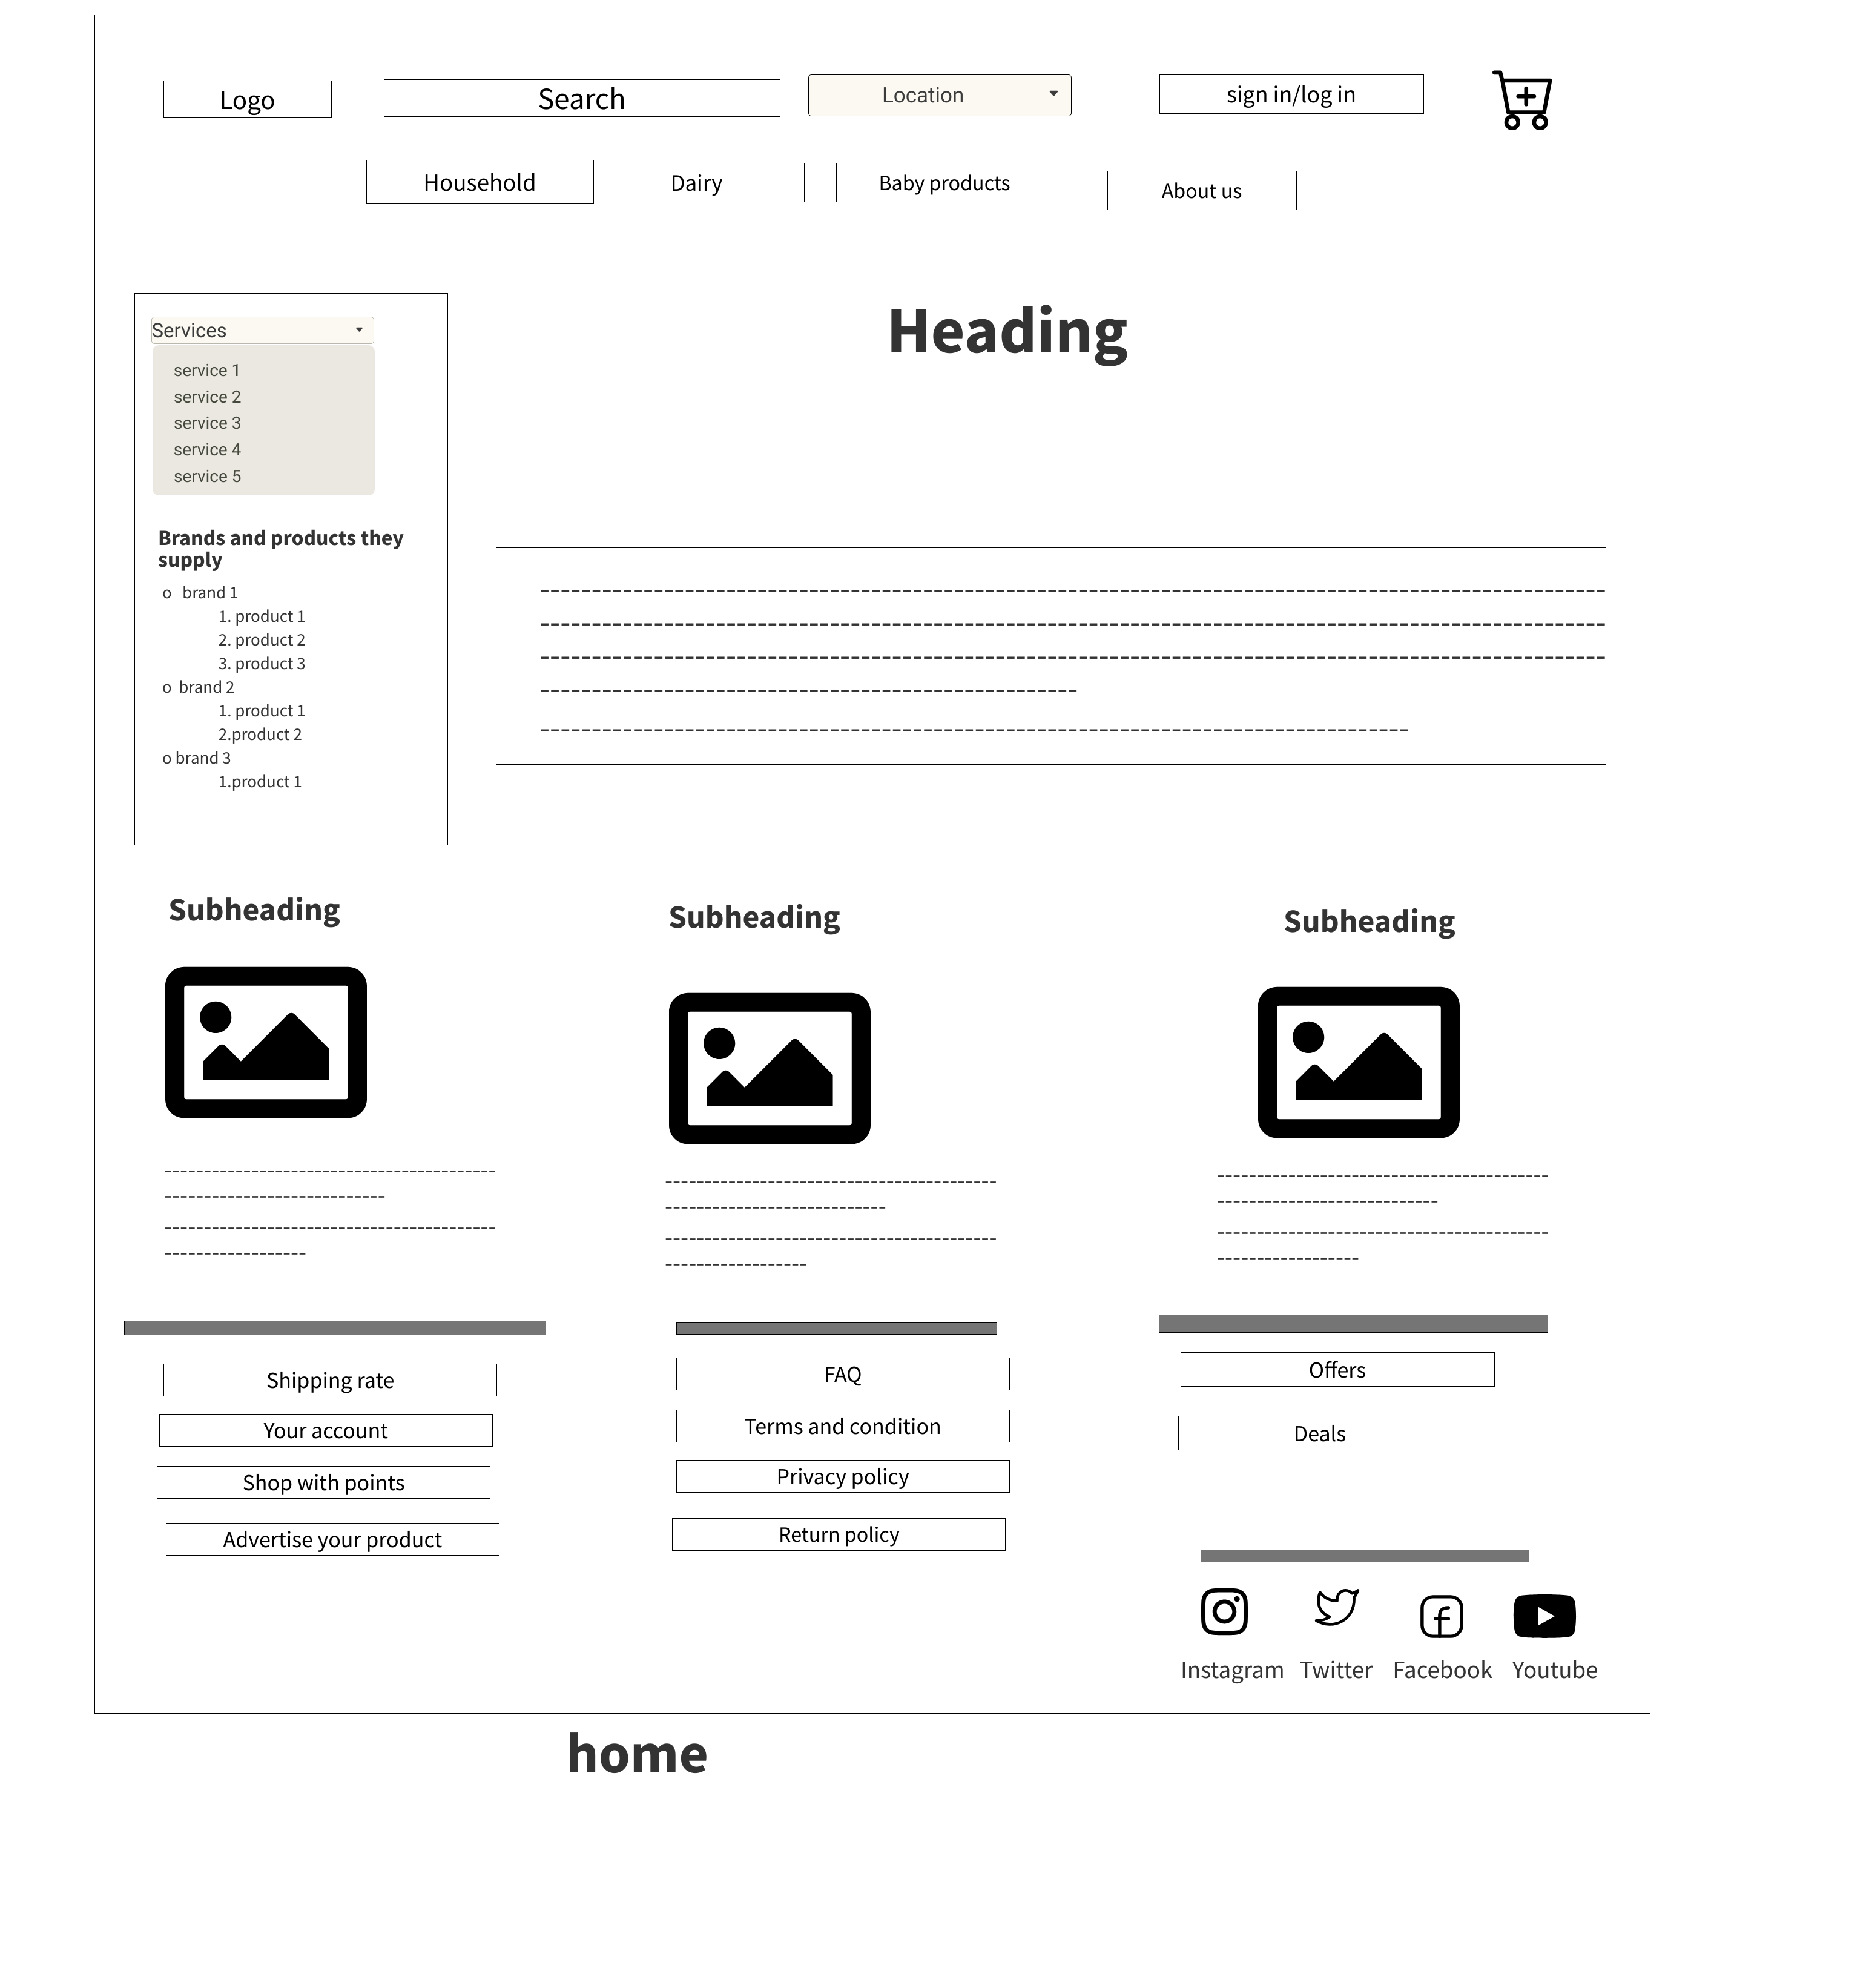 Logo
Search
Location
sign in/log in
Household
Dairy
Baby products
About us
Heading
Services
service 1
service 2
service 3
service 4
service 5
Brands and products they
supply
o brand 1
1. product 1
2. product 2
3. product 3
o brand 2
1. product 1
2.product 2
o brand 3
1.product 1
Subheading
Subheading
Subheading
Shipping rate
Your account
Shop with points
Advertise your product
FAQ
Terms and condition
Privacy policy
Return policy
Offers
Deals
Instagram
Twitter
Facebook
Youtube
home